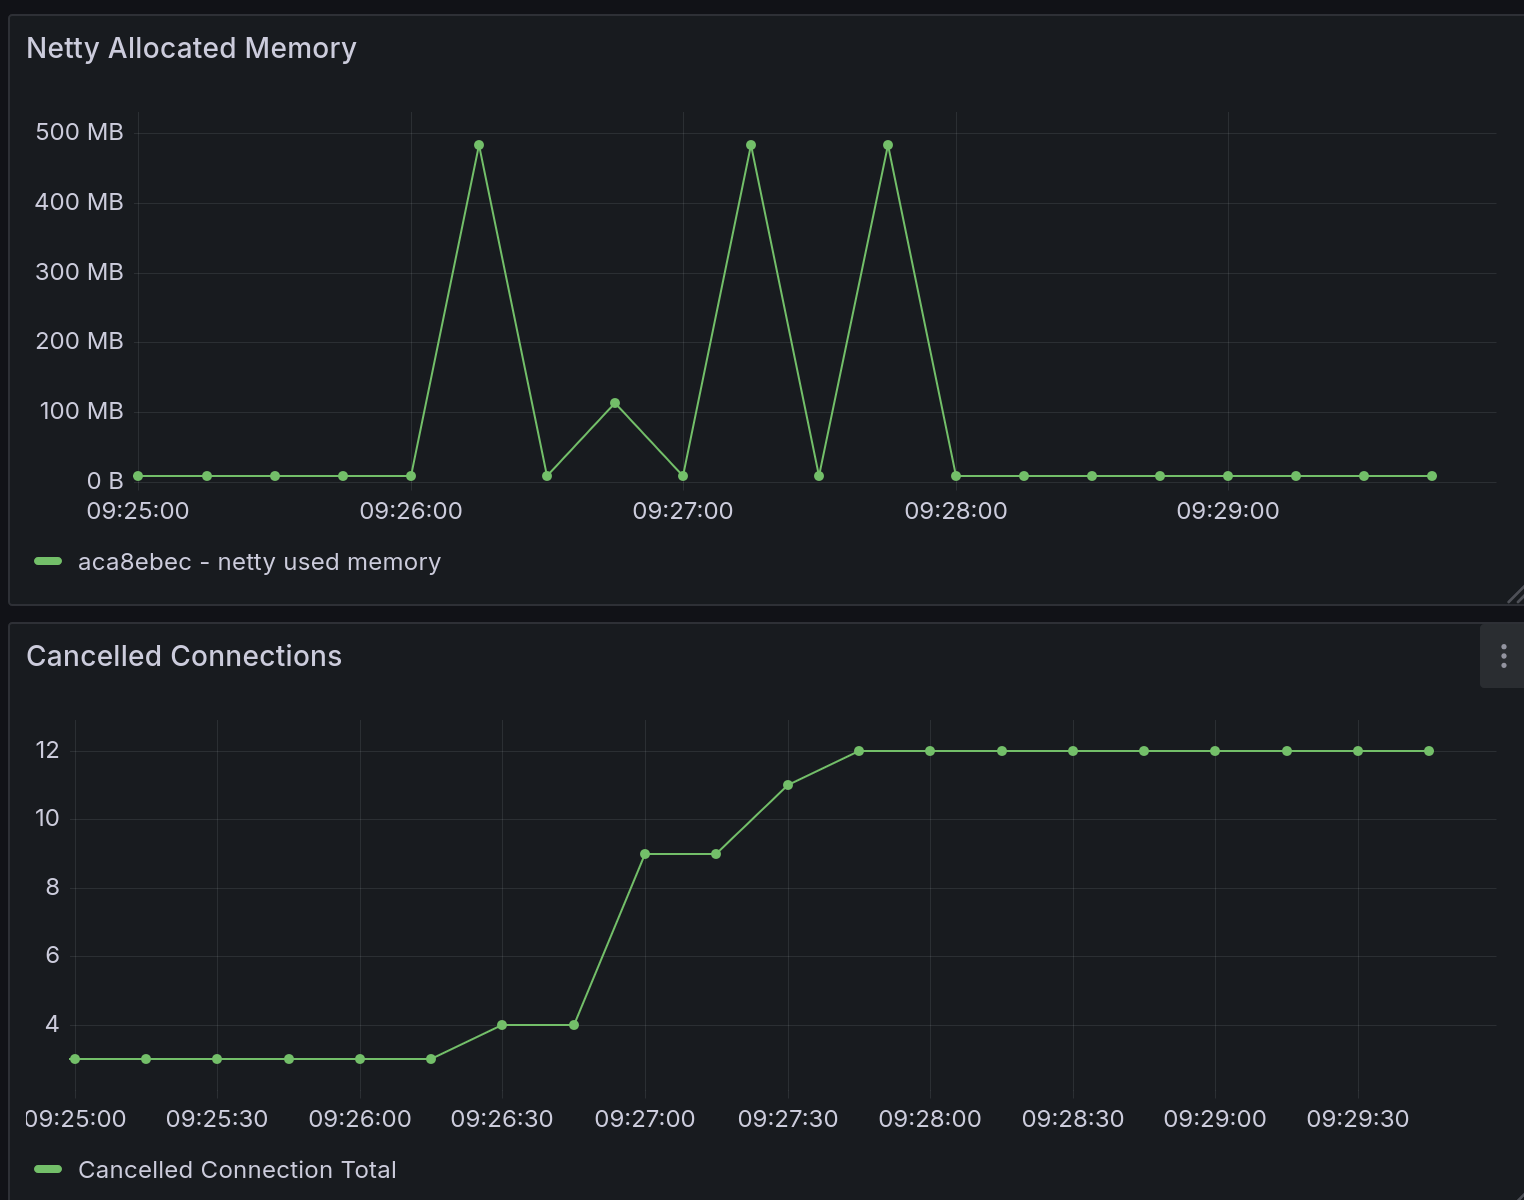 Netty Allocated Memory
500 MB
400 MB
300 MB
200 MB
100 MB
0 B
09:25:00 09:26:00 09:27:00 09:28:00 09:29:00
aca8ebec - netty used memory
Cancelled Connections
12
10
8
6
4
09:25:00 09:25:30 09:26:00 09:26:30 09:27:00 09:27:30 09:28:00 09:28:30 09:29:00 09:29:30
Cancelled Connection Total